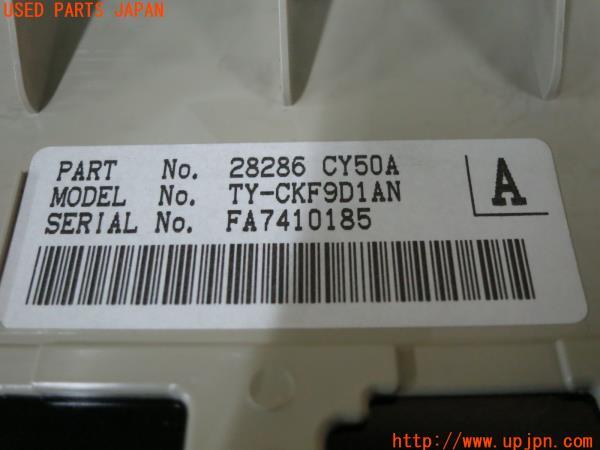 USED PARTS JAPAN
PART No. 28286 CY50A
MODEL No. TY-CKF9D1AN
SERIAL No. FA7410185
A
http://www.upjpn.com/